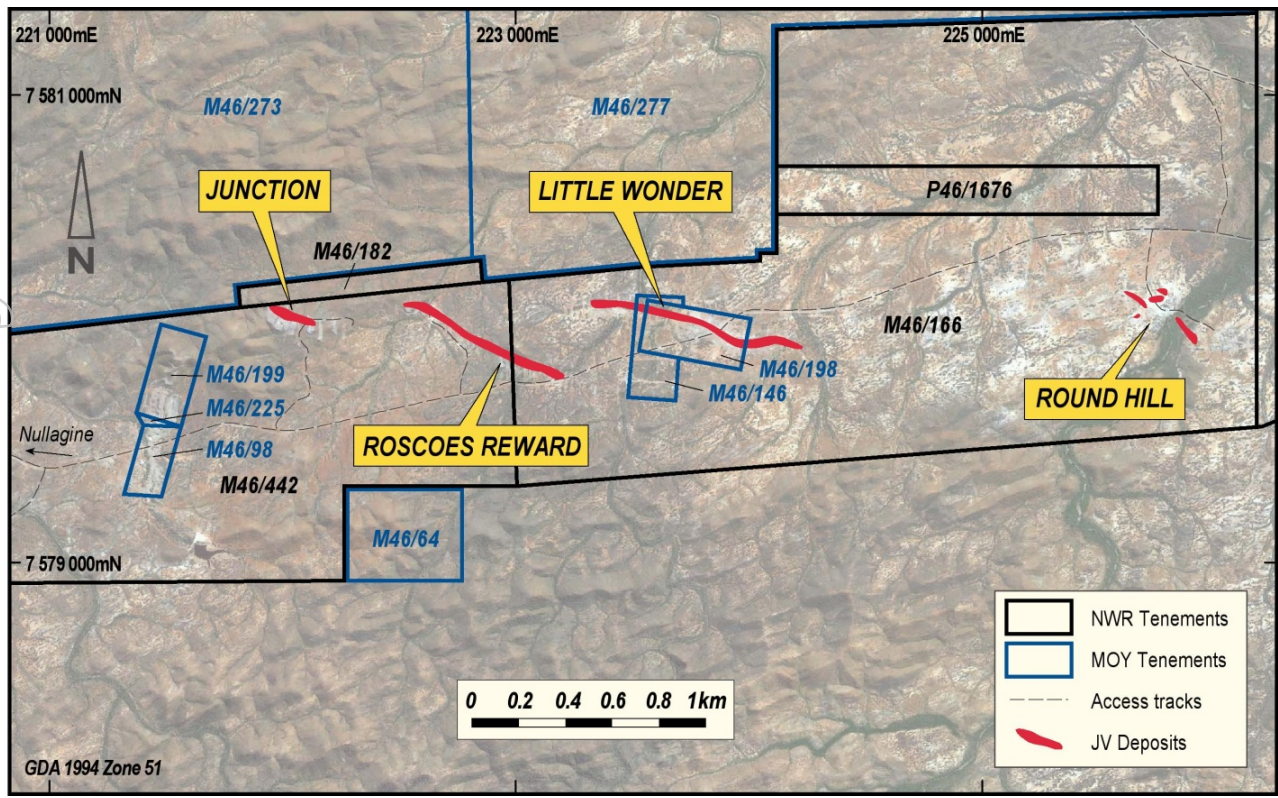 221 000mE
223 000mE
225 000mE
7 581 000mN
M46/273
M46/277
JUNCTION
LITTLE WONDER
P46/1676
M46/182
N
M46/166
M46/199
M46/198
M46/146
M46/225
ROUND HILL
Nullagine
M46/98
ROSCOES REWARD
M46/442
M46/64
7 579 000mN
NWR Tenements
MOY Tenements
Access tracks
JV Deposits
0 0.2 0.4 0.6 0.8 1km
GDA 1994 Zone 51